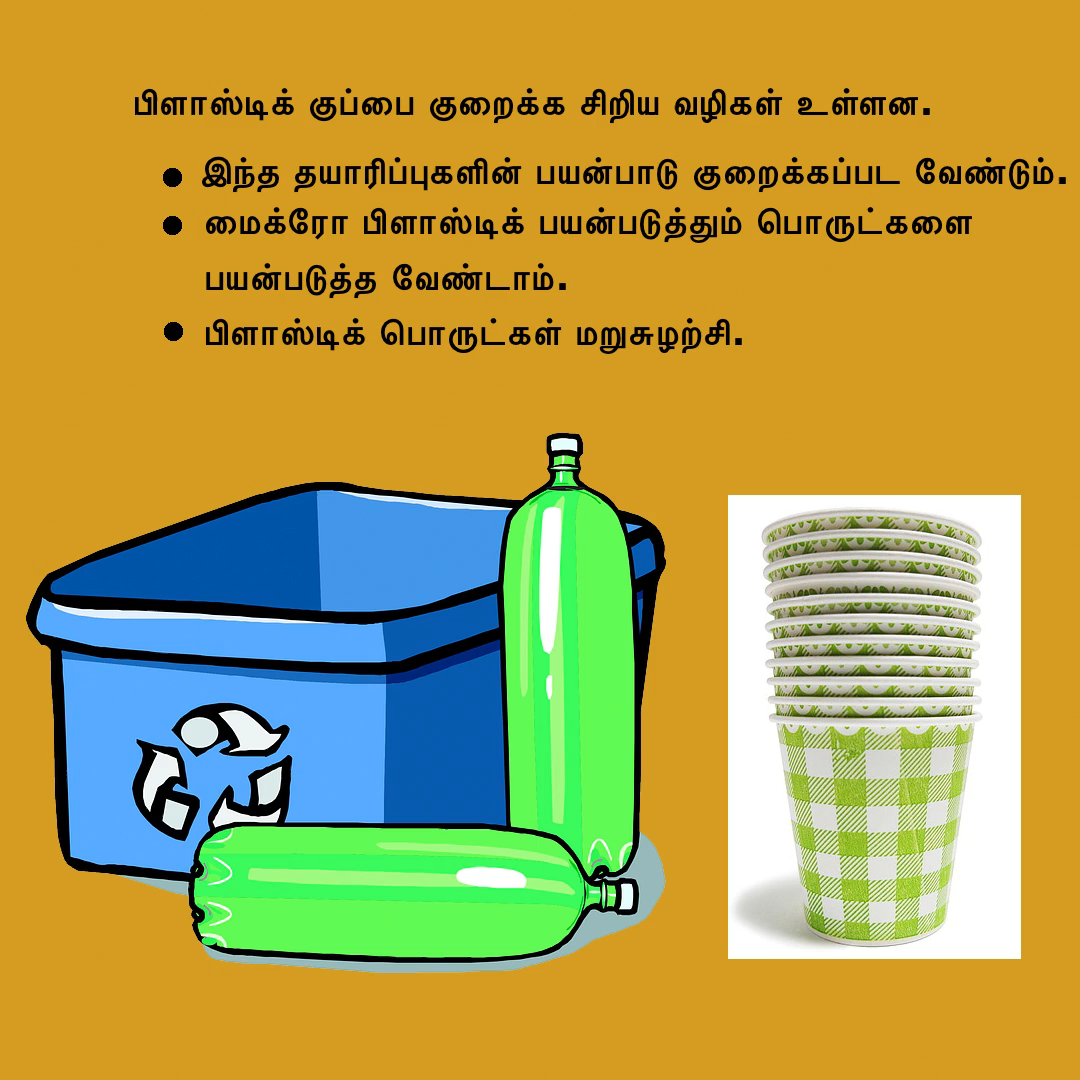 பிளாஸ்டிக் குப்பை குறைக்க சிறிய வழிகள் உள்ளன.
● இந்த தயாரிப்புகளின் பயன்பாடு குறைக்கப்பட வேண்டும்.
● மைக்ரோ பிளாஸ்டிக் பயன்படுத்தும் பொருட்களை
பயன்படுத்த வேண்டாம்.
● பிளாஸ்டிக் பொருட்கள் மறுசுழற்சி.